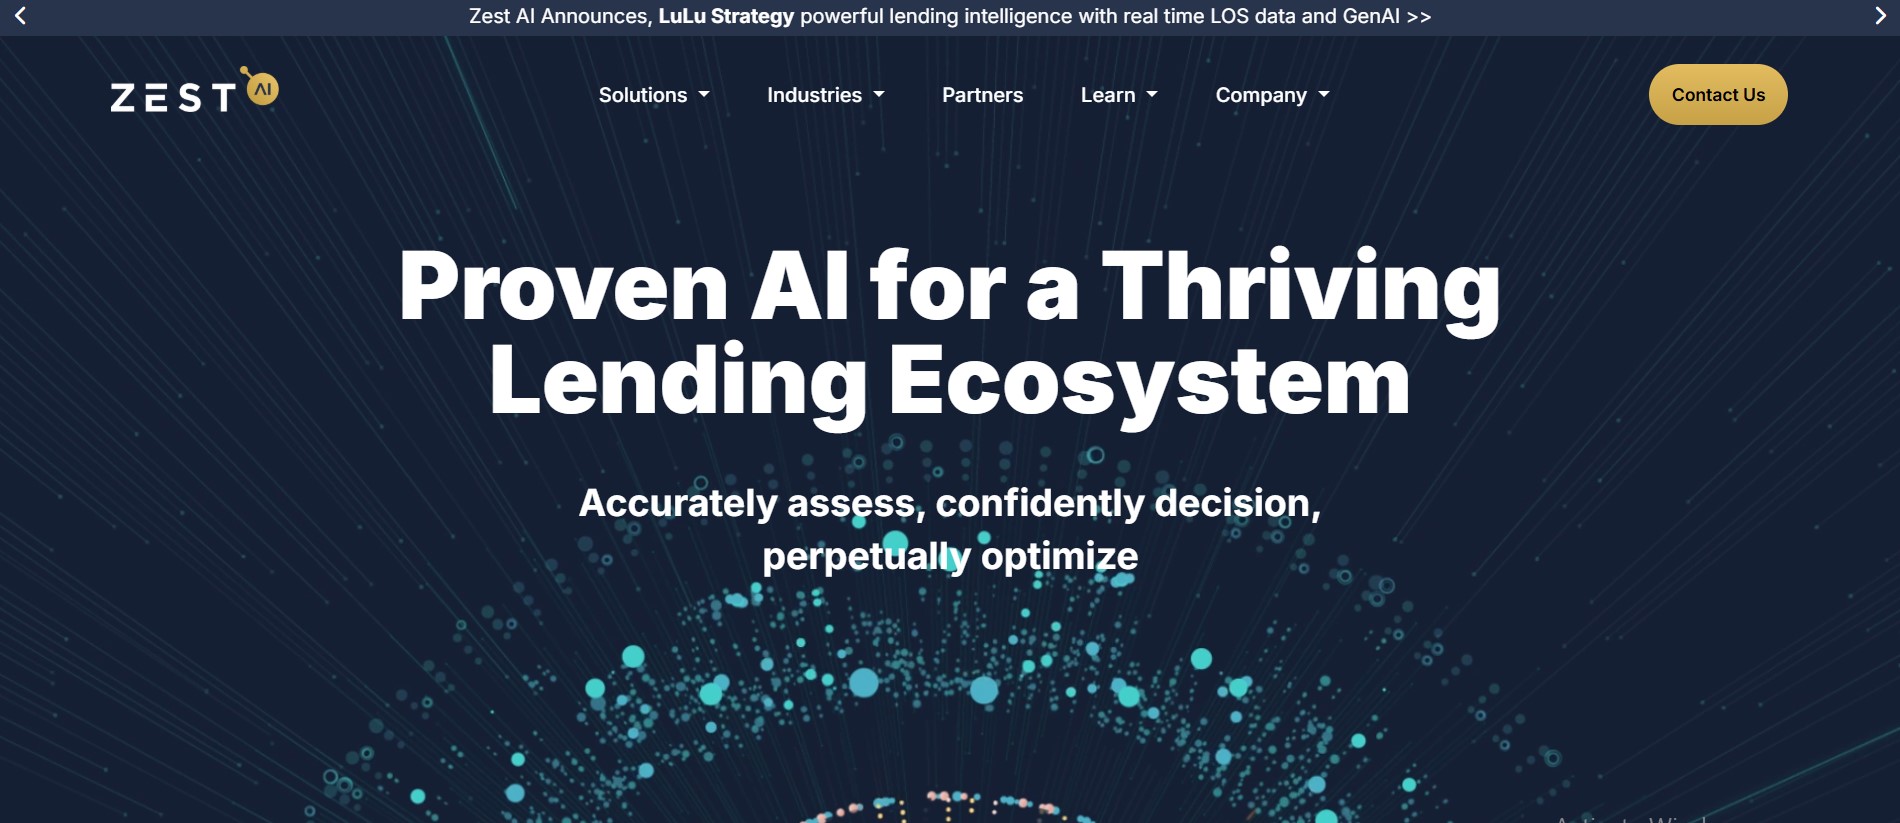 Zest AI Announces, LuLu Strategy powerful lending intelligence with real time LOS data and GenAI >>
ZEST AI
Solutions
Industries
Partners
Learn
Company
Contact Us
Proven AI for a Thriving
Lending Ecosystem
Accurately assess, confidently decision,
perpetually optimize